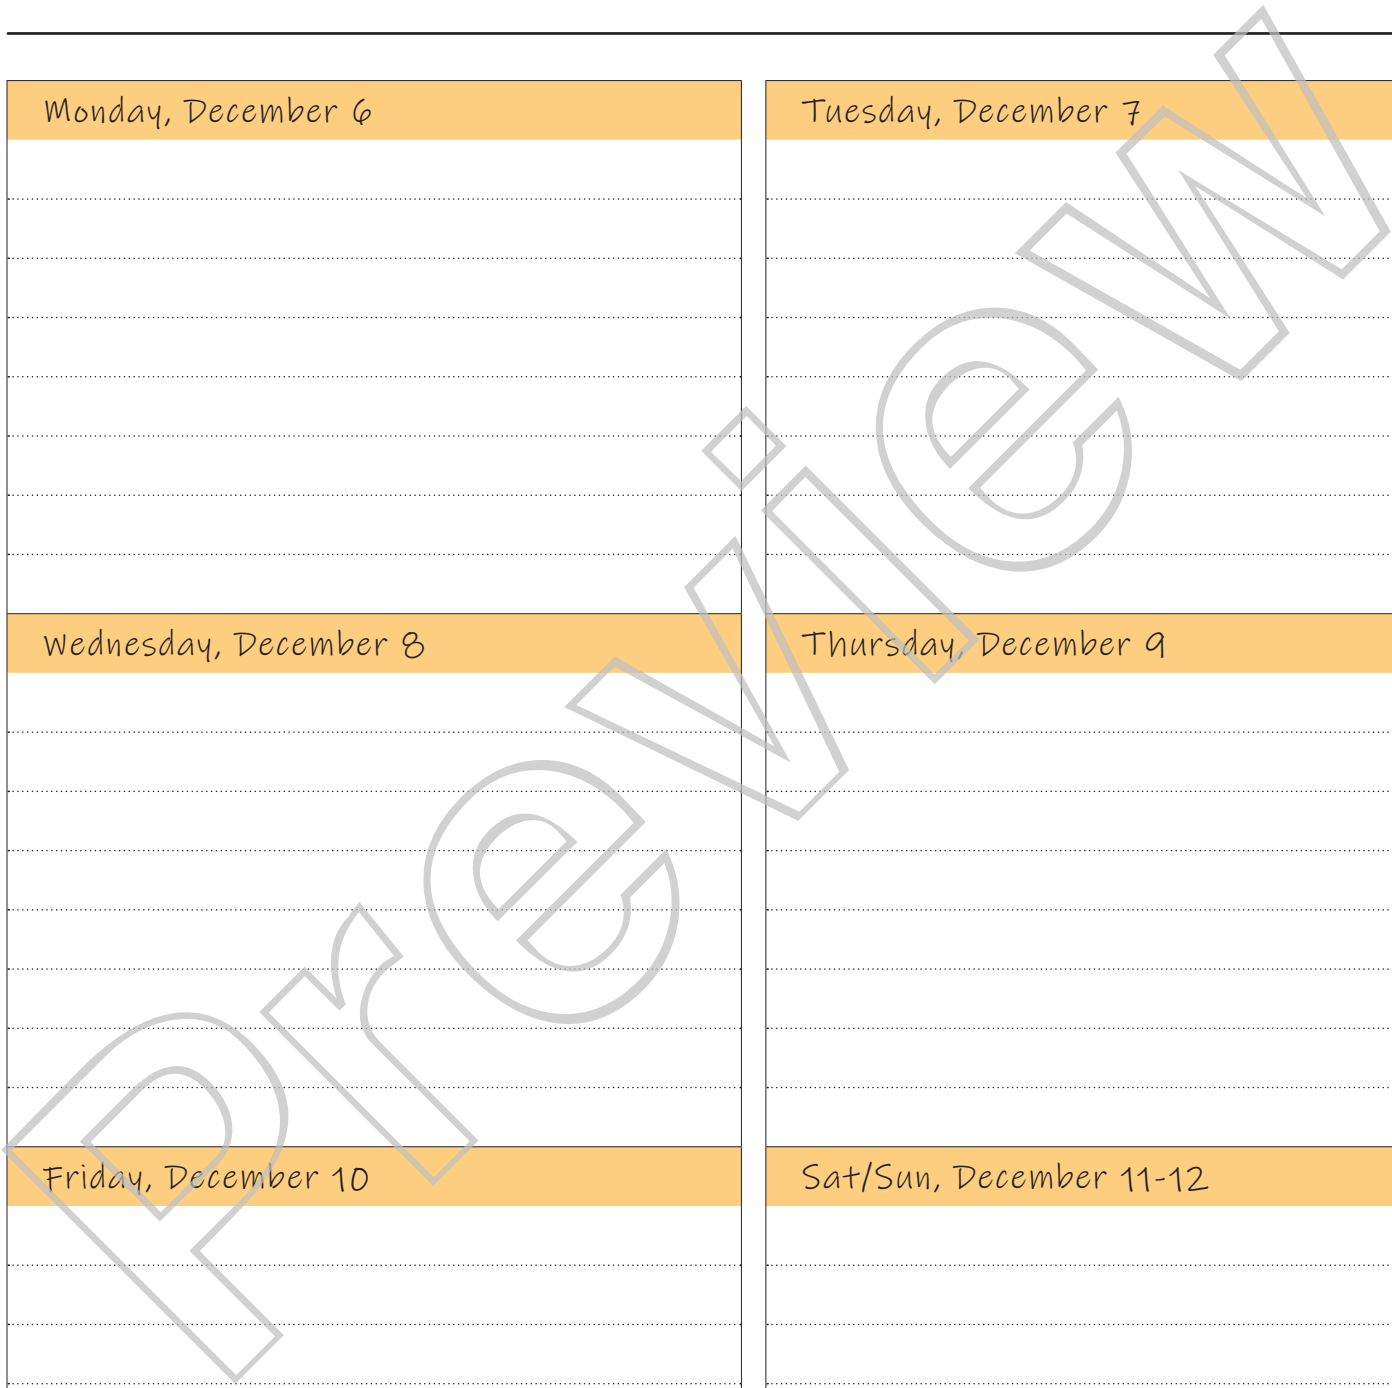 Monday, December 6
Tuesday, December 7
Wednesday, December 8
Thursday, December 9
Friday, December 10
Sat/Sun, December 11-12
Preview